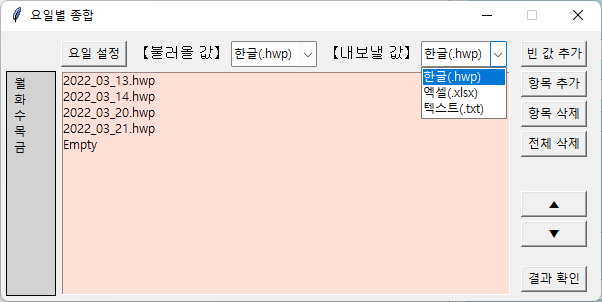 요일별 종합
요일 설정 【불러올 값】 한글(.hwp) 【내보낼 값】 한글(.hwp) 빈 값 추가
한글(.hwp)
엑셀(.xlsx)
텍스트(.txt)
월
화
수
목
금
2022_03_13.hwp
2022_03_14.hwp
2022_03_20.hwp
2022_03_21.hwp
Empty
항목 추가
항목 삭제
전체 삭제
▲
▼
결과 확인